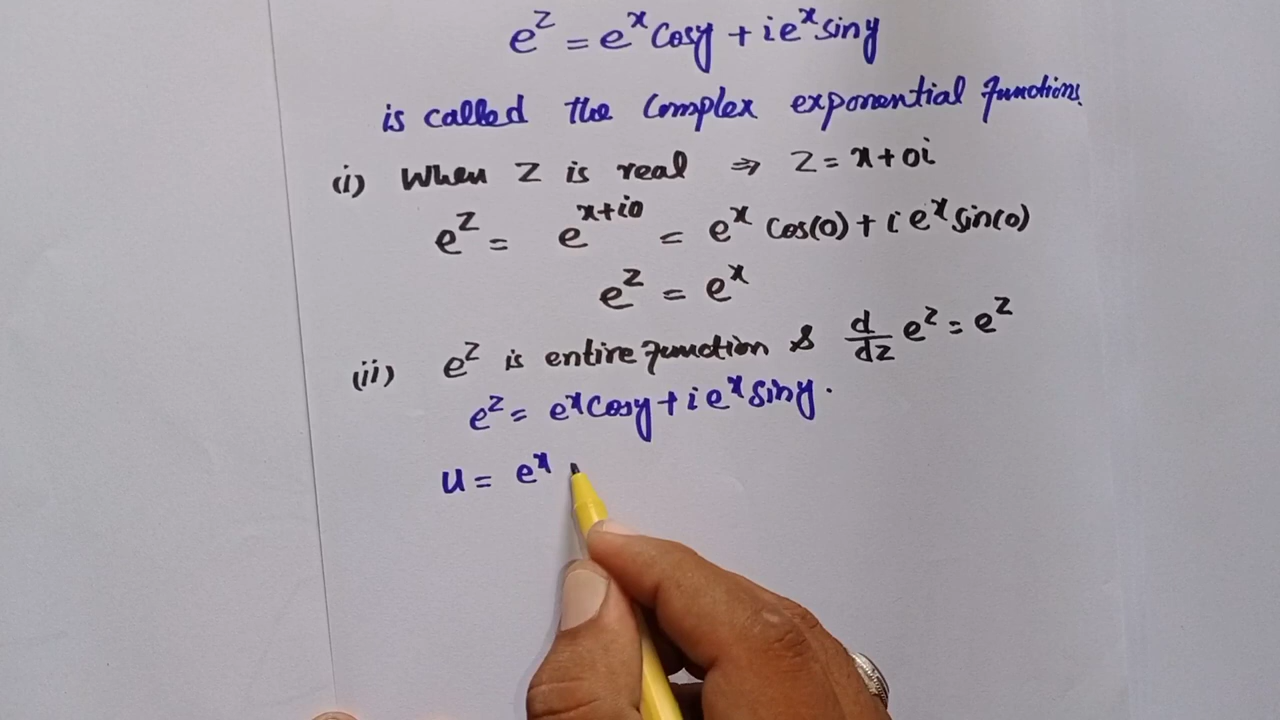 e^z = e^x cosy + i e^x siny
is called the Complex exponential functions.
(i) When Z is real ⇒ Z = x + 0i
e^z = e^{x+i0} = e^x Cos(0) + i e^x Sin(0)
e^z = e^x
(ii) e^z is entire function & d/dz e^z = e^z
e^z = e^x Cosy + i e^x Siny.
u = e^x